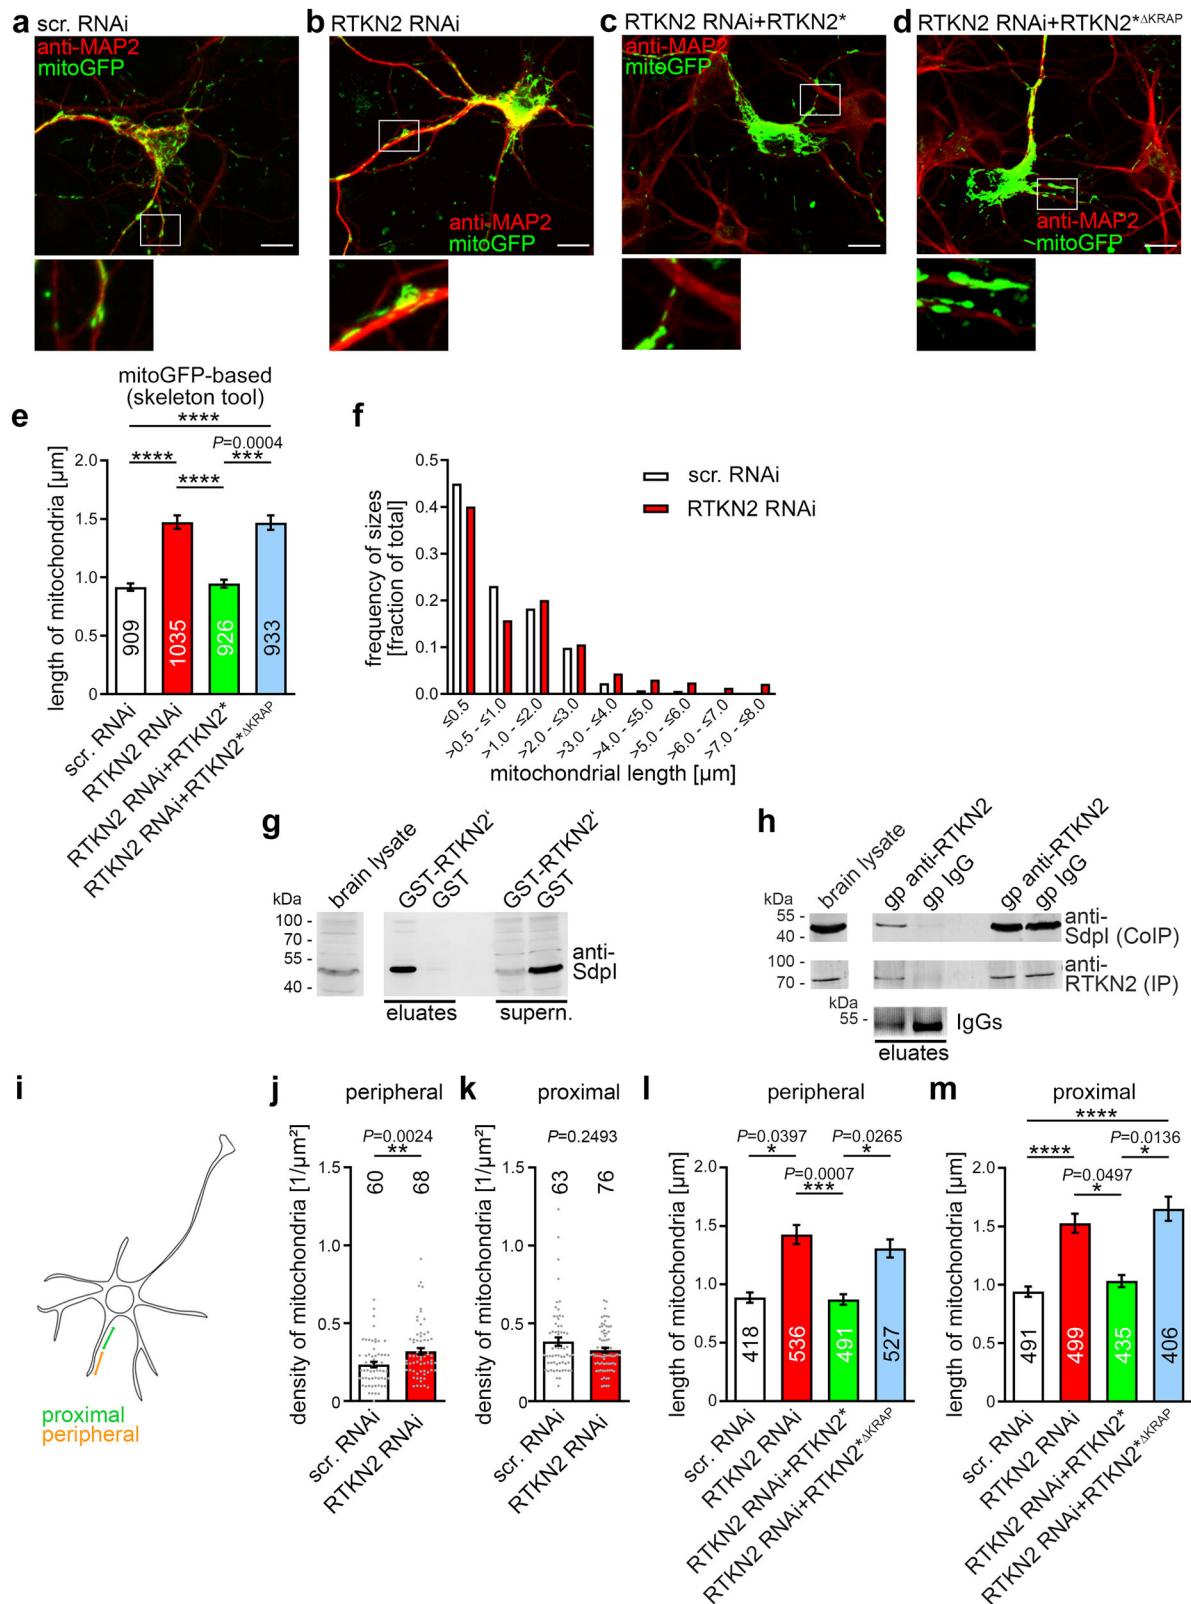 a scr. RNAi
anti-MAP2
mitoGFP
b RTKN2 RNAi
anti-MAP2
mitoGFP
c RTKN2 RNAi+RTKN2*
anti-MAP2
mitoGFP
d RTKN2 RNAi+RTKN2*ΔKRAP
anti-MAP2
mitoGFP
e
mitoGFP-based
(skeleton tool)
****
P=0.0004
**** ***
****
length of mitochondria [µm]
2.0
1.5
1.0
0.5
0
909
1035
926
933
scr. RNAi
RTKN2 RNAi
RTKN2 RNAi+RTKN2*
RTKN2 RNAi+RTKN2*ΔKRAP
f
frequency of sizes
[fraction of total]
0.5
0.4
0.3
0.2
0.1
0.0
scr. RNAi
RTKN2 RNAi
≤0.5
>0.5 - ≤1.0
>1.0 - ≤2.0
>2.0 - ≤3.0
>3.0 - ≤4.0
>4.0 - ≤5.0
>5.0 - ≤6.0
>6.0 - ≤7.0
>7.0 - ≤8.0
mitochondrial length [µm]
g
brain lysate
GST-RTKN2‘
GST
GST-RTKN2‘
GST
kDa
100 -
70 -
55 -
40 -
anti-
SdpI
eluates
supern.
h
brain lysate
gp anti-RTKN2
gp IgG
gp anti-RTKN2
gp IgG
kDa
55 -
40 -
anti-
SdpI (CoIP)
100 -
70 -
anti-
RTKN2 (IP)
kDa
55 -
IgGs
eluates
i
proximal
peripheral
j peripheral
P=0.0024
**
density of mitochondria [1/µm²]
1.5
1.0
0.5
0
60
68
scr. RNAi
RTKN2 RNAi
k proximal
P=0.2493
density of mitochondria [1/µm²]
1.5
1.0
0.5
0
63
76
scr. RNAi
RTKN2 RNAi
l peripheral
P=0.0397 P=0.0265
* *
P=0.0007
***
length of mitochondria [µm]
2.0
1.5
1.0
0.5
0
418
536
491
527
scr. RNAi
RTKN2 RNAi
RTKN2 RNAi+RTKN2*
RTKN2 RNAi+RTKN2*ΔKRAP
m proximal
****
P=0.0136
**** *
P=0.0497
*
length of mitochondria [µm]
2.0
1.5
1.0
0.5
0
491
499
435
406
scr. RNAi
RTKN2 RNAi
RTKN2 RNAi+RTKN2*
RTKN2 RNAi+RTKN2*ΔKRAP